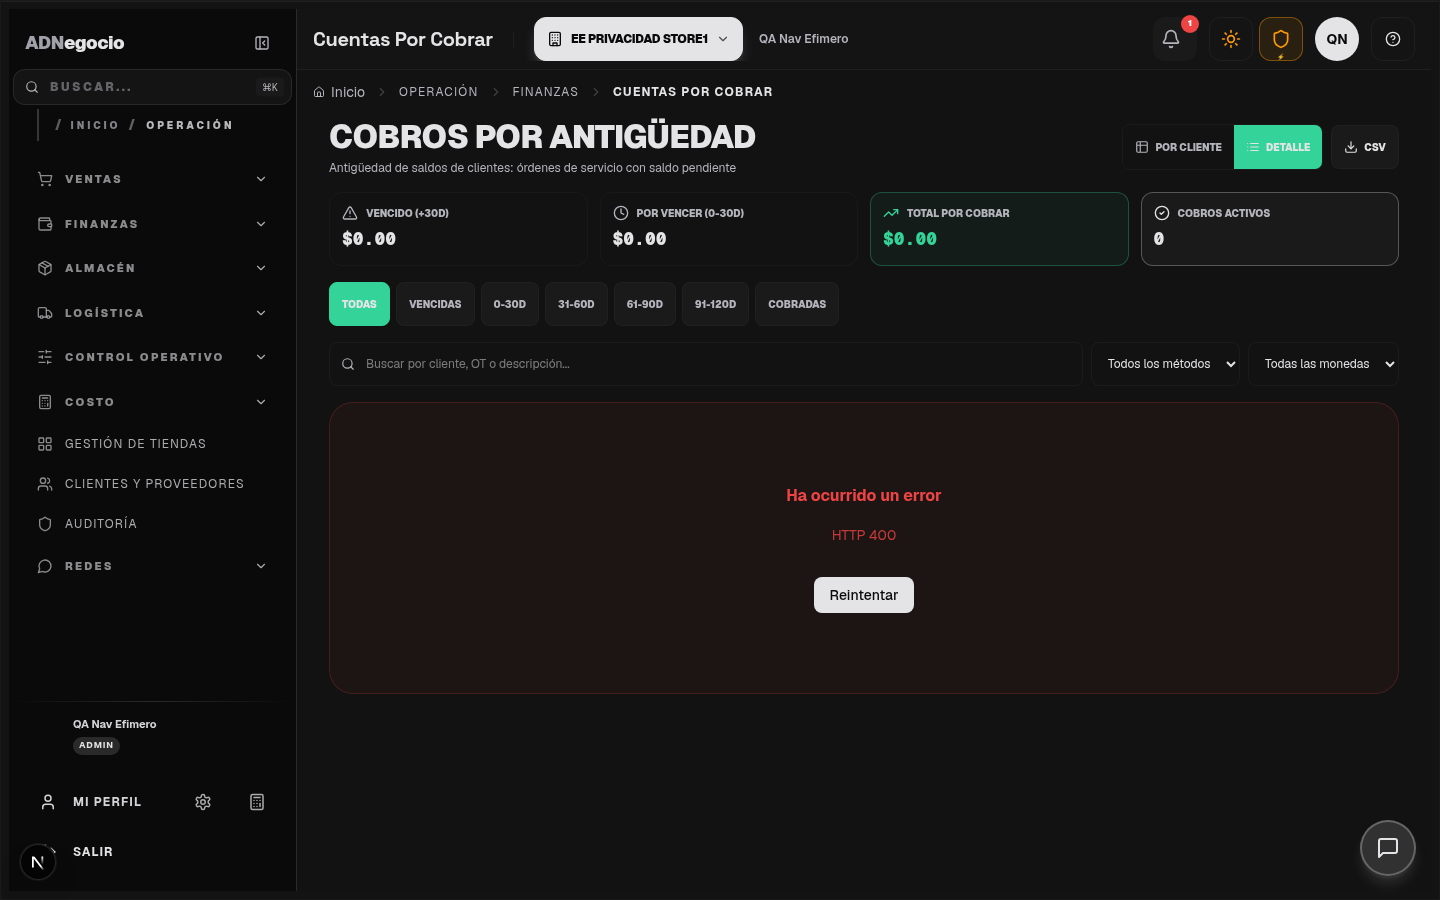 ADNegocio
BUSCAR...
⌘K
/ INICIO / OPERACIÓN
VENTAS
FINANZAS
ALMACÉN
LOGÍSTICA
CONTROL OPERATIVO
COSTO
GESTIÓN DE TIENDAS
CLIENTES Y PROVEEDORES
AUDITORÍA
REDES
QA Nav Efimero
ADMIN
MI PERFIL
SALIR
N
Cuentas Por Cobrar
EE PRIVACIDAD STORE1
QA Nav Efimero
1
QN
Inicio > OPERACIÓN > FINANZAS > CUENTAS POR COBRAR
COBROS POR ANTIGÜEDAD
Antigüedad de saldos de clientes: órdenes de servicio con saldo pendiente
POR CLIENTE
DETALLE
CSV
VENCIDO (+30D)
$0.00
POR VENCER (0-30D)
$0.00
TOTAL POR COBRAR
$0.00
COBROS ACTIVOS
0
TODAS
VENCIDAS
0-30D
31-60D
61-90D
91-120D
COBRADAS
Buscar por cliente, OT o descripción...
Todos los métodos
Todas las monedas
Ha ocurrido un error
HTTP 400
Reintentar